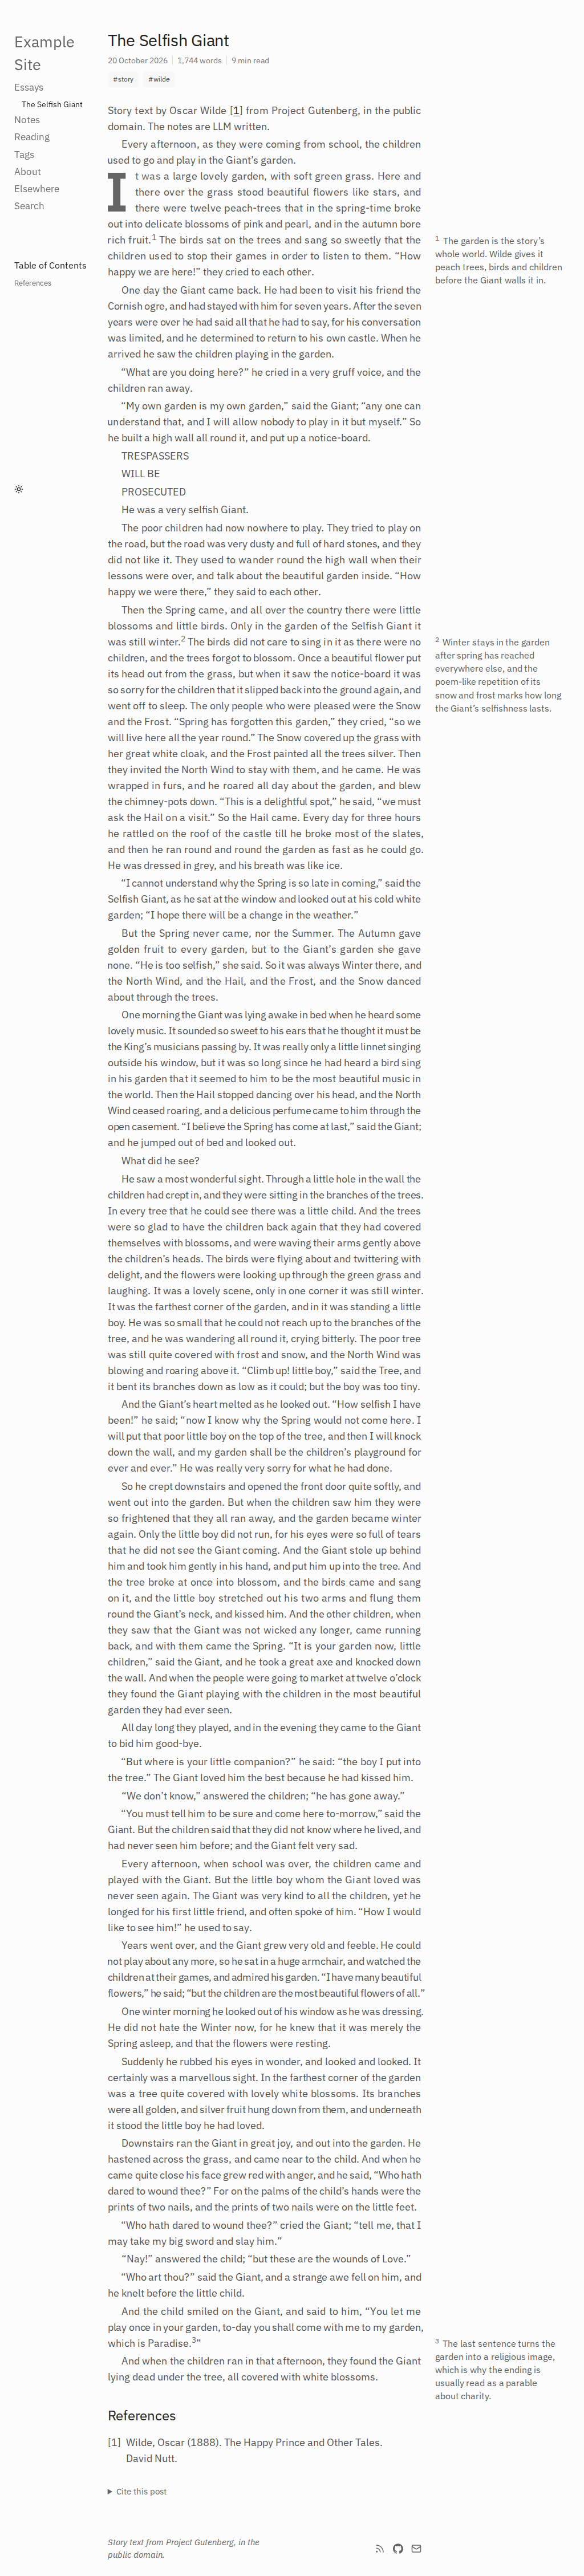 Example
Site
Essays
The Selfish Giant
Notes
Reading
Tags
About
Elsewhere
Search
Table of Contents
References
The Selfish Giant
20 October 2026 | 1,744 words | 9 min read
#story #wilde
Story text by Oscar Wilde [1] from Project Gutenberg, in the public
domain. The notes are LLM written.
Every afternoon, as they were coming from school, the children
used to go and play in the Giant’s garden.
It was a large lovely garden, with soft green grass. Here and
there over the grass stood beautiful flowers like stars, and
there were twelve peach-trees that in the spring-time broke
out into delicate blossoms of pink and pearl, and in the autumn bore
rich fruit.1 The birds sat on the trees and sang so sweetly that the
children used to stop their games in order to listen to them. “How
happy we are here!” they cried to each other.
1 The garden is the story’s
whole world. Wilde gives it
peach trees, birds and children
before the Giant walls it in.
One day the Giant came back. He had been to visit his friend the
Cornish ogre, and had stayed with him for seven years. After the seven
years were over he had said all that he had to say, for his conversation
was limited, and he determined to return to his own castle. When he
arrived he saw the children playing in the garden.
“What are you doing here?” he cried in a very gruff voice, and the
children ran away.
“My own garden is my own garden,” said the Giant; “any one can
understand that, and I will allow nobody to play in it but myself.” So
he built a high wall all round it, and put up a notice-board.
TRESPASSERS
WILL BE
PROSECUTED
He was a very selfish Giant.
The poor children had now nowhere to play. They tried to play on
the road, but the road was very dusty and full of hard stones, and they
did not like it. They used to wander round the high wall when their
lessons were over, and talk about the beautiful garden inside. “How
happy we were there,” they said to each other.
Then the Spring came, and all over the country there were little
blossoms and little birds. Only in the garden of the Selfish Giant it
was still winter.2 The birds did not care to sing in it as there were no
children, and the trees forgot to blossom. Once a beautiful flower put
its head out from the grass, but when it saw the notice-board it was
so sorry for the children that it slipped back into the ground again, and
went off to sleep. The only people who were pleased were the Snow
and the Frost. “Spring has forgotten this garden,” they cried, “so we
will live here all the year round.” The Snow covered up the grass with
her great white cloak, and the Frost painted all the trees silver. Then
they invited the North Wind to stay with them, and he came. He was
wrapped in furs, and he roared all day about the garden, and blew
the chimney-pots down. “This is a delightful spot,” he said, “we must
ask the Hail on a visit.” So the Hail came. Every day for three hours
he rattled on the roof of the castle till he broke most of the slates,
and then he ran round and round the garden as fast as he could go.
He was dressed in grey, and his breath was like ice.
2 Winter stays in the garden
after spring has reached
everywhere else, and the
poem-like repetition of its
snow and frost marks how long
the Giant’s selfishness lasts.
“I cannot understand why the Spring is so late in coming,” said the
Selfish Giant, as he sat at the window and looked out at his cold white
garden; “I hope there will be a change in the weather.”
But the Spring never came, nor the Summer. The Autumn gave
golden fruit to every garden, but to the Giant’s garden she gave
none. “He is too selfish,” she said. So it was always Winter there, and
the North Wind, and the Hail, and the Frost, and the Snow danced
about through the trees.
One morning the Giant was lying awake in bed when he heard some
lovely music. It sounded so sweet to his ears that he thought it must be
the King’s musicians passing by. It was really only a little linnet singing
outside his window, but it was so long since he had heard a bird sing
in his garden that it seemed to him to be the most beautiful music in
the world. Then the Hail stopped dancing over his head, and the North
Wind ceased roaring, and a delicious perfume came to him through the
open casement. “I believe the Spring has come at last,” said the Giant;
and he jumped out of bed and looked out.
What did he see?
He saw a most wonderful sight. Through a little hole in the wall the
children had crept in, and they were sitting in the branches of the trees.
In every tree that he could see there was a little child. And the trees
were so glad to have the children back again that they had covered
themselves with blossoms, and were waving their arms gently above
the children’s heads. The birds were flying about and twittering with
delight, and the flowers were looking up through the green grass and
laughing. It was a lovely scene, only in one corner it was still winter.
It was the farthest corner of the garden, and in it was standing a little
boy. He was so small that he could not reach up to the branches of the
tree, and he was wandering all round it, crying bitterly. The poor tree
was still quite covered with frost and snow, and the North Wind was
blowing and roaring above it. “Climb up! little boy,” said the Tree, and
it bent its branches down as low as it could; but the boy was too tiny.
And the Giant’s heart melted as he looked out. “How selfish I have
been!” he said; “now I know why the Spring would not come here. I
will put that poor little boy on the top of the tree, and then I will knock
down the wall, and my garden shall be the children’s playground for
ever and ever.” He was really very sorry for what he had done.
So he crept downstairs and opened the front door quite softly, and
went out into the garden. But when the children saw him they were
so frightened that they all ran away, and the garden became winter
again. Only the little boy did not run, for his eyes were so full of tears
that he did not see the Giant coming. And the Giant stole up behind
him and took him gently in his hand, and put him up into the tree. And
the tree broke at once into blossom, and the birds came and sang
on it, and the little boy stretched out his two arms and flung them
round the Giant’s neck, and kissed him. And the other children, when
they saw that the Giant was not wicked any longer, came running
back, and with them came the Spring. “It is your garden now, little
children,” said the Giant, and he took a great axe and knocked down
the wall. And when the people were going to market at twelve o’clock
they found the Giant playing with the children in the most beautiful
garden they had ever seen.
All day long they played, and in the evening they came to the Giant
to bid him good-bye.
“But where is your little companion?” he said: “the boy I put into
the tree.” The Giant loved him the best because he had kissed him.
“We don’t know,” answered the children; “he has gone away.”
“You must tell him to be sure and come here to-morrow,” said the
Giant. But the children said that they did not know where he lived, and
had never seen him before; and the Giant felt very sad.
Every afternoon, when school was over, the children came and
played with the Giant. But the little boy whom the Giant loved was
never seen again. The Giant was very kind to all the children, yet he
longed for his first little friend, and often spoke of him. “How I would
like to see him!” he used to say.
Years went over, and the Giant grew very old and feeble. He could
not play about any more, so he sat in a huge armchair, and watched the
children at their games, and admired his garden. “I have many beautiful
flowers,” he said; “but the children are the most beautiful flowers of all.”
One winter morning he looked out of his window as he was dressing.
He did not hate the Winter now, for he knew that it was merely the
Spring asleep, and that the flowers were resting.
Suddenly he rubbed his eyes in wonder, and looked and looked. It
certainly was a marvellous sight. In the farthest corner of the garden
was a tree quite covered with lovely white blossoms. Its branches
were all golden, and silver fruit hung down from them, and underneath
it stood the little boy he had loved.
Downstairs ran the Giant in great joy, and out into the garden. He
hastened across the grass, and came near to the child. And when he
came quite close his face grew red with anger, and he said, “Who hath
dared to wound thee?” For on the palms of the child’s hands were the
prints of two nails, and the prints of two nails were on the little feet.
“Who hath dared to wound thee?” cried the Giant; “tell me, that I
may take my big sword and slay him.”
“Nay!” answered the child; “but these are the wounds of Love.”
“Who art thou?” said the Giant, and a strange awe fell on him, and
he knelt before the little child.
And the child smiled on the Giant, and said to him, “You let me
play once in your garden, to-day you shall come with me to my garden,
which is Paradise.3”
3 The last sentence turns the
garden into a religious image,
which is why the ending is
usually read as a parable
about charity.
And when the children ran in that afternoon, they found the Giant
lying dead under the tree, all covered with white blossoms.
References
[1] Wilde, Oscar (1888). The Happy Prince and Other Tales.
David Nutt.
Cite this post
Story text from Project Gutenberg, in the
public domain.